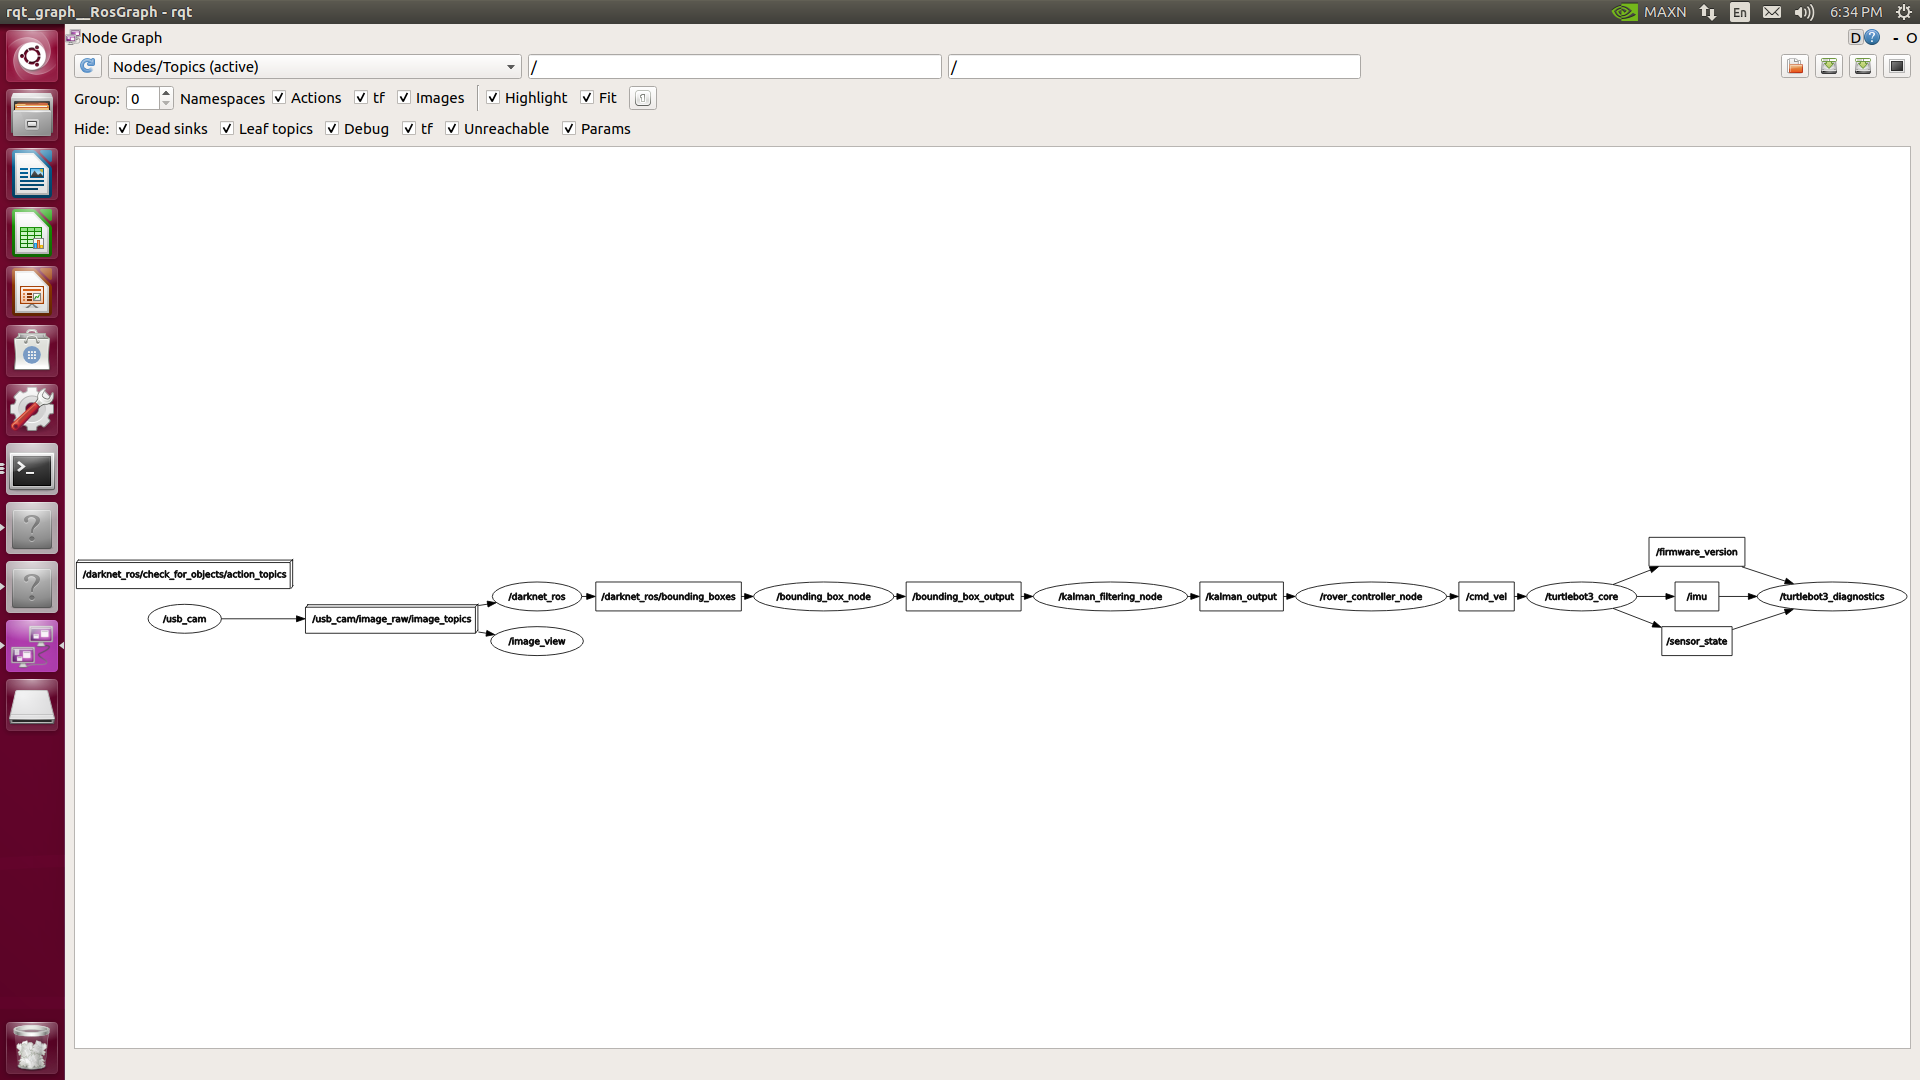 rqt_graph__RosGraph - rqt
MAXN En 6:34 PM
Node Graph
D ? - O
Nodes/Topics (active) / /
Group: 0 Namespaces Actions tf Images Highlight Fit
Hide: Dead sinks Leaf topics Debug tf Unreachable Params
/firmware_version
/darknet_ros/check_for_objects/action_topics
/darknet_ros /darknet_ros/bounding_boxes /bounding_box_node /bounding_box_output /kalman_filtering_node /kalman_output /rover_controller_node /cmd_vel /turtlebot3_core /imu /turtlebot3_diagnostics
/usb_cam /usb_cam/image_raw/image_topics
/image_view /sensor_state